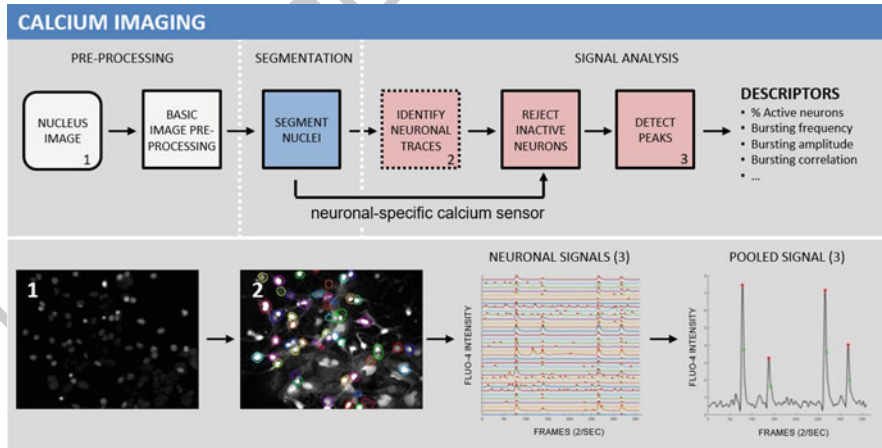 CALCIUM IMAGING
PRE-PROCESSING
SEGMENTATION
SIGNAL ANALYSIS
NUCLEUS
IMAGE
1
BASIC
IMAGE PRE-
PROCESSING
SEGMENT
NUCLEI
IDENTIFY
NEURONAL
TRACES
2
REJECT
INACTIVE
NEURONS
DETECT
PEAKS
3
DESCRIPTORS
• % Active neurons
• Bursting frequency
• Bursting amplitude
• Bursting correlation
• ...
neuronal-specific calcium sensor
1
2
NEURONAL SIGNALS (3)
FLUO-4 INTENSITY
FRAMES (2/SEC)
POOLED SIGNAL (3)
FLUO-4 INTENSITY
FRAMES (2/SEC)